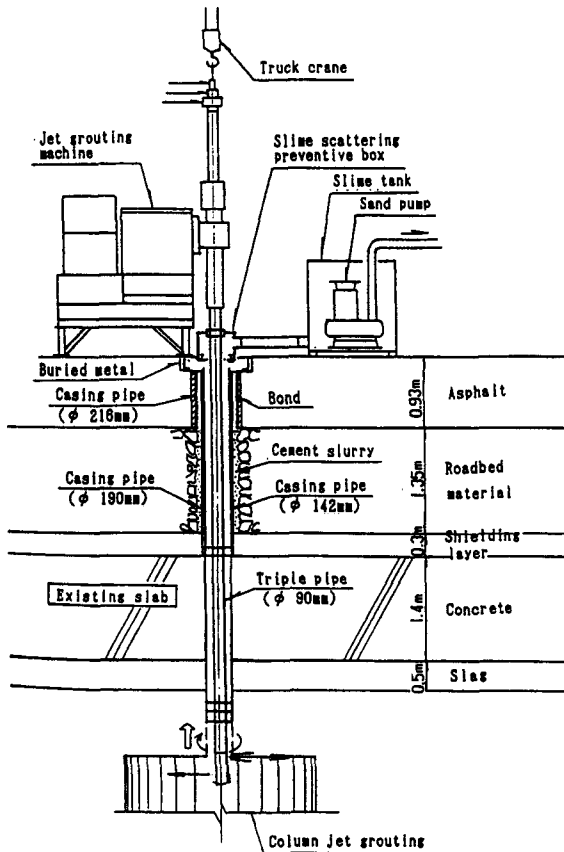 Truck crane
Jet grouting
machine
Slime scattering
preventive box
Slime tank
Sand pump
Buried metal
Casing pipe
(φ 216mm)
Bond
0.93m
Asphalt
Cement slurry
Casing pipe
(φ 190mm)
Casing pipe
(φ 142mm)
1.35m
Roadbed
material
0.3m
Shielding
layer
Existing slab
Triple pipe
(φ 90mm)
1.4m
Concrete
0.5m
Slag
Column jet grouting